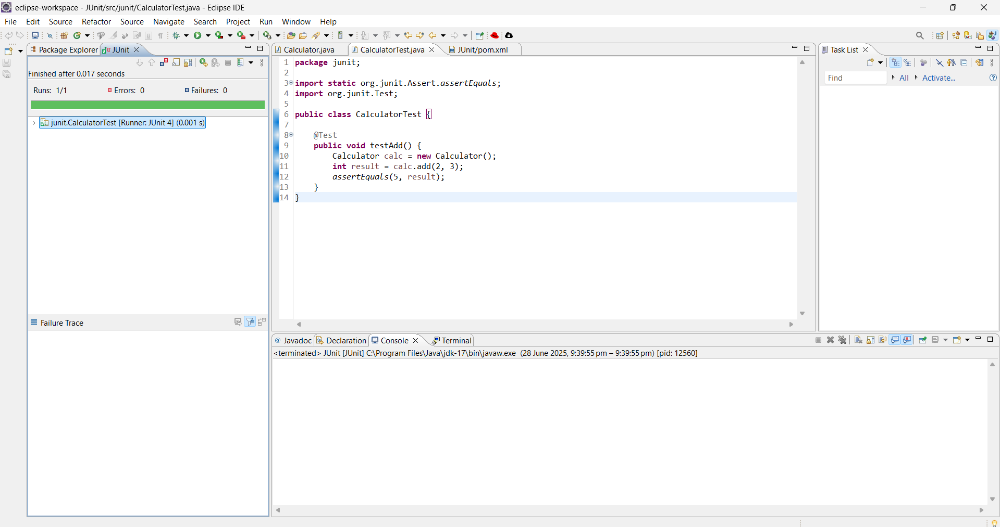 eclipse-workspace - JUnit/src/junit/CalculatorTest.java - Eclipse IDE
File Edit Source Refactor Source Navigate Search Project Run Window Help
Package Explorer JUnit
Finished after 0.017 seconds
Runs: 1/1 Errors: 0 Failures: 0
junit.CalculatorTest [Runner: JUnit 4] (0.001 s)
Failure Trace
Calculator.java CalculatorTest.java JUnit/pom.xml
1 package junit;
2
3 import static org.junit.Assert.assertEquals;
4 import org.junit.Test;
5
6 public class CalculatorTest {
7
8 @Test
9 public void testAdd() {
10 Calculator calc = new Calculator();
11 int result = calc.add(2, 3);
12 assertEquals(5, result);
13 }
14 }
Task List
Find All Activate...
Javadoc Declaration Console Terminal
<terminated> JUnit [JUnit] C:\Program Files\Java\jdk-17\bin\javaw.exe (28 June 2025, 9:39:55 pm – 9:39:55 pm) [pid: 12560]